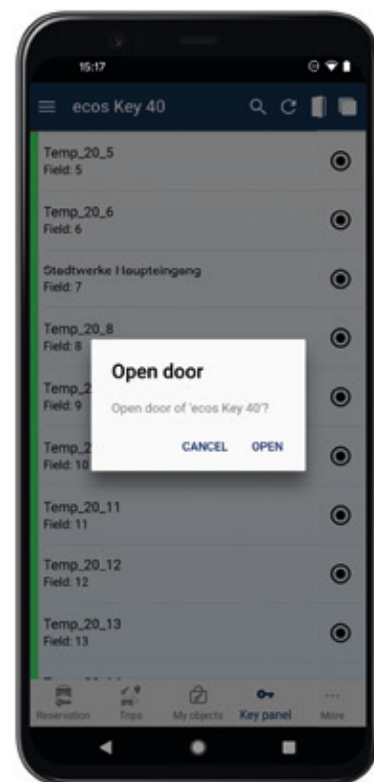 15:17
ecos Key 40
Temp_20_5
Field: 5
Temp_20_6
Field: 6
Stadtwerke Haupteingang
Field: 7
Temp_20_8
Field: 8
Open door
Temp_2
Field: 9
Open door of 'ecos Key 40'?
Temp_2
Field: 10
CANCEL OPEN
Temp_20_11
Field: 11
Temp_20_12
Field: 12
Temp_20_13
Field: 13
Reservation Trips My objects Key panel More